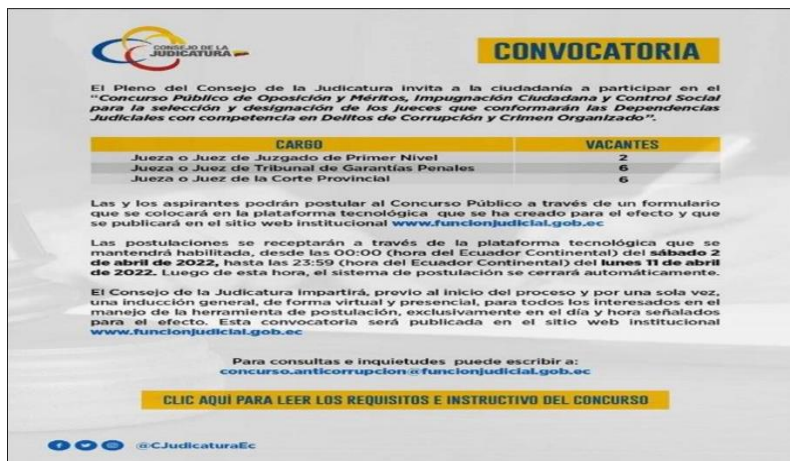 CONSEJO DE LA
JUDICATURA
CONVOCATORIA
El Pleno del Consejo de la Judicatura invita a la ciudadanía a participar en el
"Concurso Público de Oposición y Méritos, Impugnación Ciudadana y Control Social
para la selección y designación de los jueces que conformarán las Dependencias
Judiciales con competencia en Delitos de Corrupción y Crimen Organizado".
CARGO VACANTES
Jueza o Juez de Juzgado de Primer Nivel 2
Jueza o Juez de Tribunal de Garantías Penales 6
Jueza o Juez de la Corte Provincial 6
Las y los aspirantes podrán postular al Concurso Público a través de un formulario
que se colocará en la plataforma tecnológica que se ha creado para el efecto y que
se publicará en el sitio web institucional www.funcionjudicial.gob.ec
Las postulaciones se receptarán a través de la plataforma tecnológica que se
mantendrá habilitada, desde las 00:00 (hora del Ecuador Continental) del sábado 2
de abril de 2022, hasta las 23:59 (hora del Ecuador Continental) del lunes 11 de abril
de 2022. Luego de esta hora, el sistema de postulación se cerrará automáticamente.
El Consejo de la Judicatura impartirá, previo al inicio del proceso y por una sola vez,
una inducción general, de forma virtual y presencial, para todos los interesados en el
manejo de la herramienta de postulación, exclusivamente en el día y hora señalados
para el efecto. Esta convocatoria será publicada en el sitio web institucional
www.funcionjudicial.gob.ec
Para consultas e inquietudes puede escribir a:
concurso.anticorrupcion@funcionjudicial.gob.ec
CLIC AQUÍ PARA LEER LOS REQUISITOS E INSTRUCTIVO DEL CONCURSO
@CJudicaturaEc